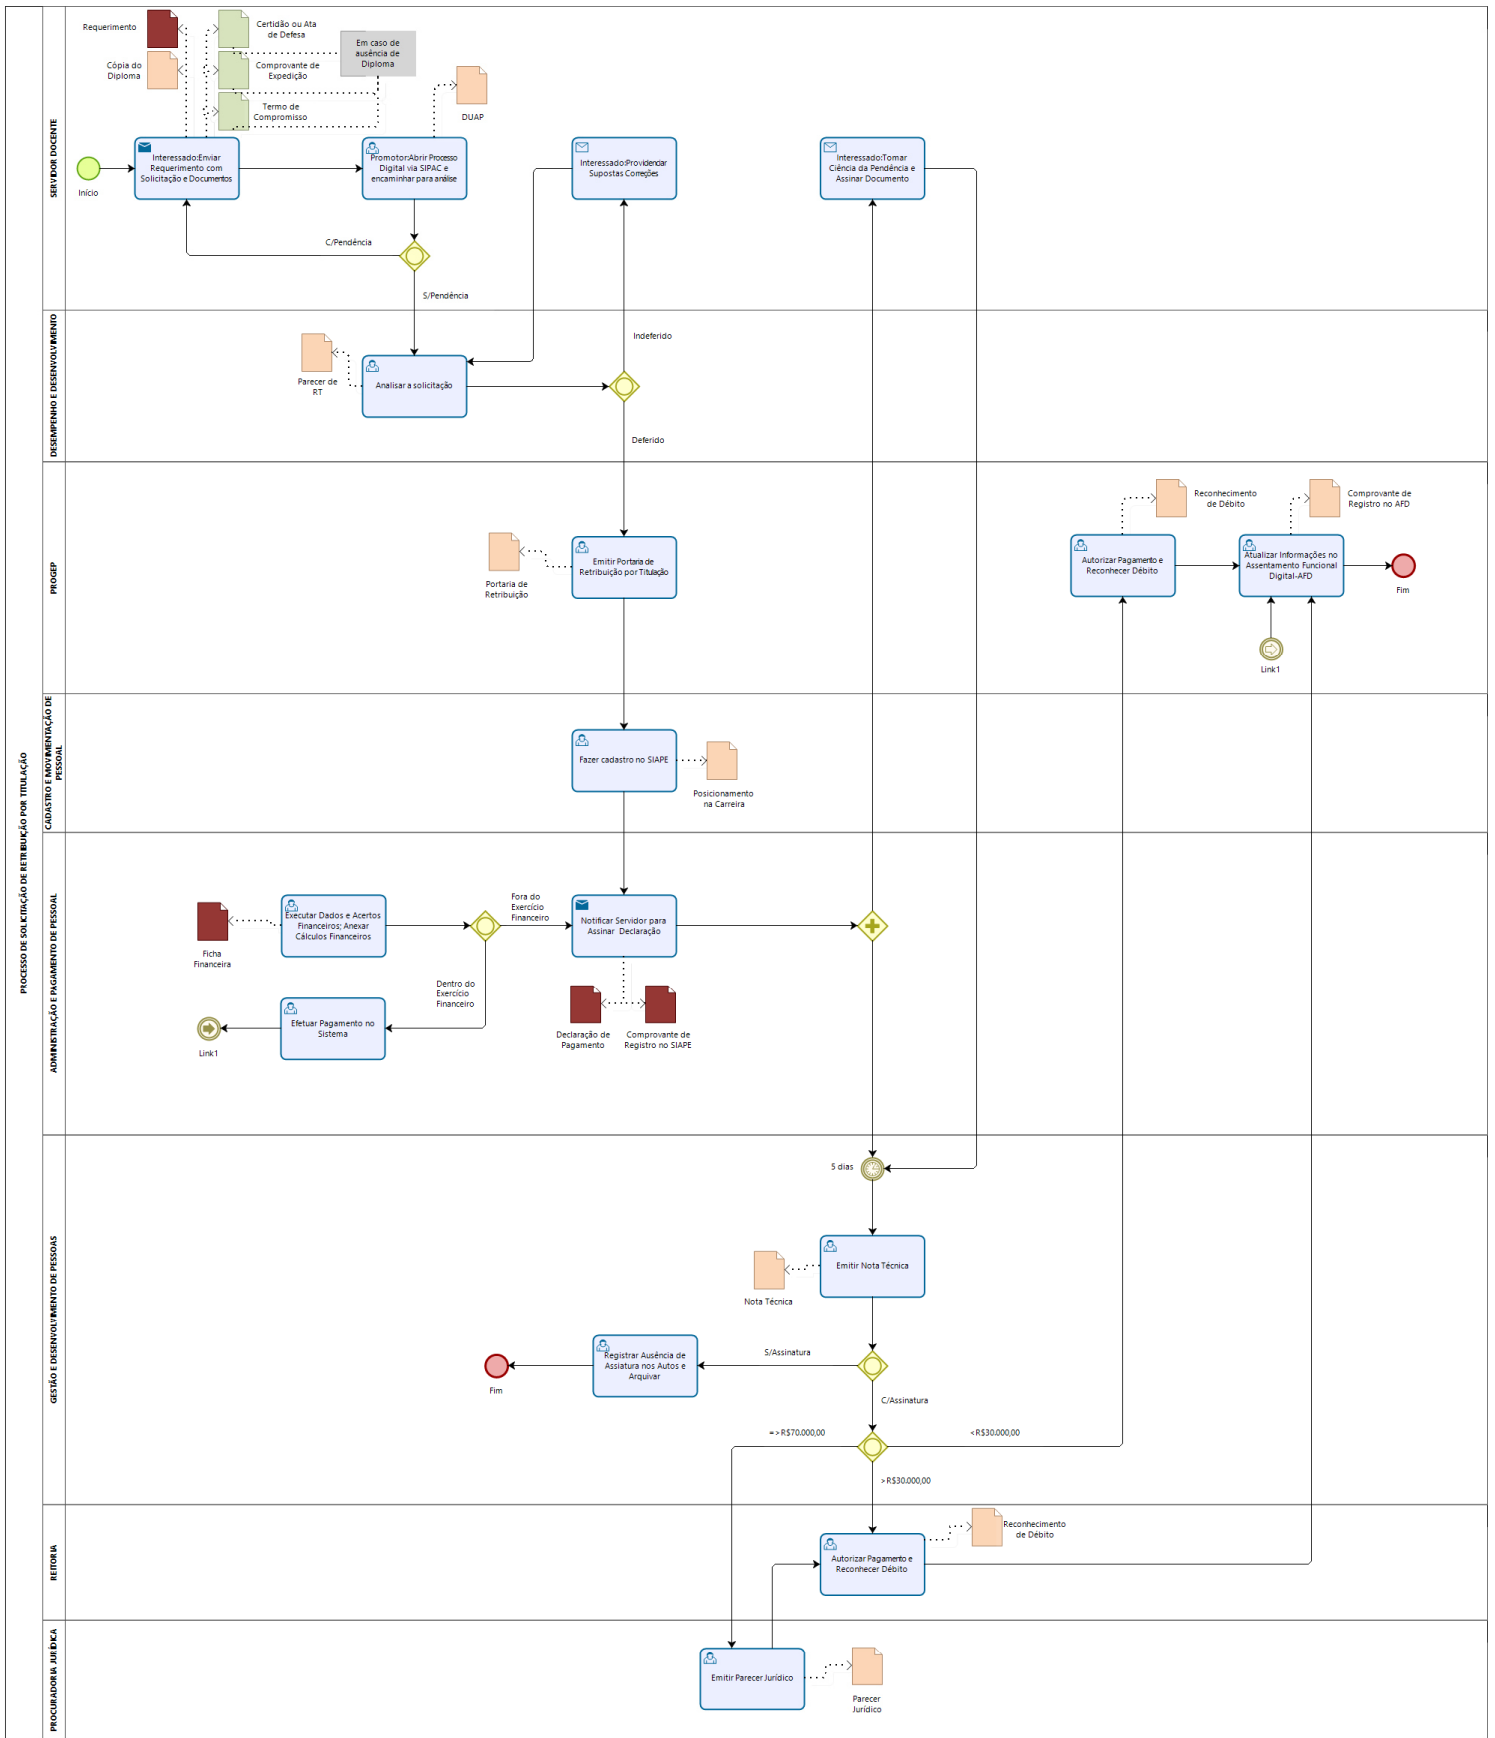 PROCESSO DE SOLICITAÇÃO DE RETRIBUIÇÃO POR TITULAÇÃO
SERVIDOR DOCENTE
Requerimento
Cópia do
Diploma
Certidão ou Ata
de Defesa
Comprovante de
Expedição
Termo de
Compromisso
Em caso de
ausência de
Diploma
DUAP
Início
Interessado:Enviar
Requerimento com
Solicitação e Documentos
Promotor:Abrir Processo
Digital via SIPAC e
encaminhar para análise
Interessado:Providenciar
Supostas Correções
Interessado:Tomar
Ciência da Pendência e
Assinar Documento
C/Pendência
S/Pendência
DESEMPENHO E DESENVOLVIMENTO
Indeferido
Parecer de
RT
Analisar a solicitação
Deferido
PROGEP
Reconhecimento
de Débito
Comprovante de
Registro no AFD
Portaria de
Retribuição
Emitir Portaria de
Retribuição por Titulação
Autorizar Pagamento e
Reconhecer Débito
Atualizar Informações no
Assentamento Funcional
Digital-AFD
Fim
Link1
CADASTRO E MOVIMENTAÇÃO DE
PESSOAL
Fazer cadastro no SIAPE
Posicionamento
na Carreira
ADMINISTRAÇÃO E PAGAMENTO DE PESSOAL
Ficha
Financeira
Executar Dados e Acertos
Financeiros; Anexar
Cálculos Financeiros
Fora do
Exercício
Financeiro
Notificar Servidor para
Assinar Declaração
Dentro do
Exercício
Financeiro
Efetuar Pagamento no
Sistema
Link1
Declaração de
Pagamento
Comprovante de
Registro no SIAPE
GESTÃO E DESENVOLVIMENTO DE PESSOAS
5 dias
Emitir Nota Técnica
Nota Técnica
Registrar Ausência de
Assiatura nos Autos e
Arquivar
Fim
S/Assinatura
C/Assinatura
=>R$70.000,00
<R$30.000,00
>R$30.000,00
REITORIA
Autorizar Pagamento e
Reconhecer Débito
Reconhecimento
de Débito
PROCURADORIA JURÍDICA
Emitir Parecer Jurídico
Parecer
Jurídico